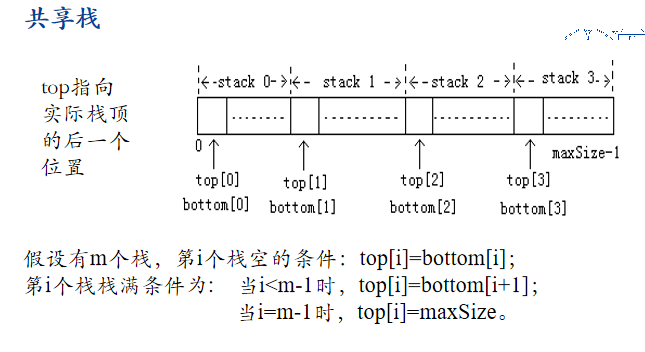 共享栈
top指向
实际栈顶
的后一个
位置
stack 0 stack 1 stack 2 stack 3
0 maxSize-1
top[0] top[1] top[2] top[3]
bottom[0] bottom[1] bottom[2] bottom[3]
假设有m个栈，第i个栈空的条件：top[i]=bottom[i]；
第i个栈栈满条件为： 当i<m-1时，top[i]=bottom[i+1]；
当i=m-1时，top[i]=maxSize。